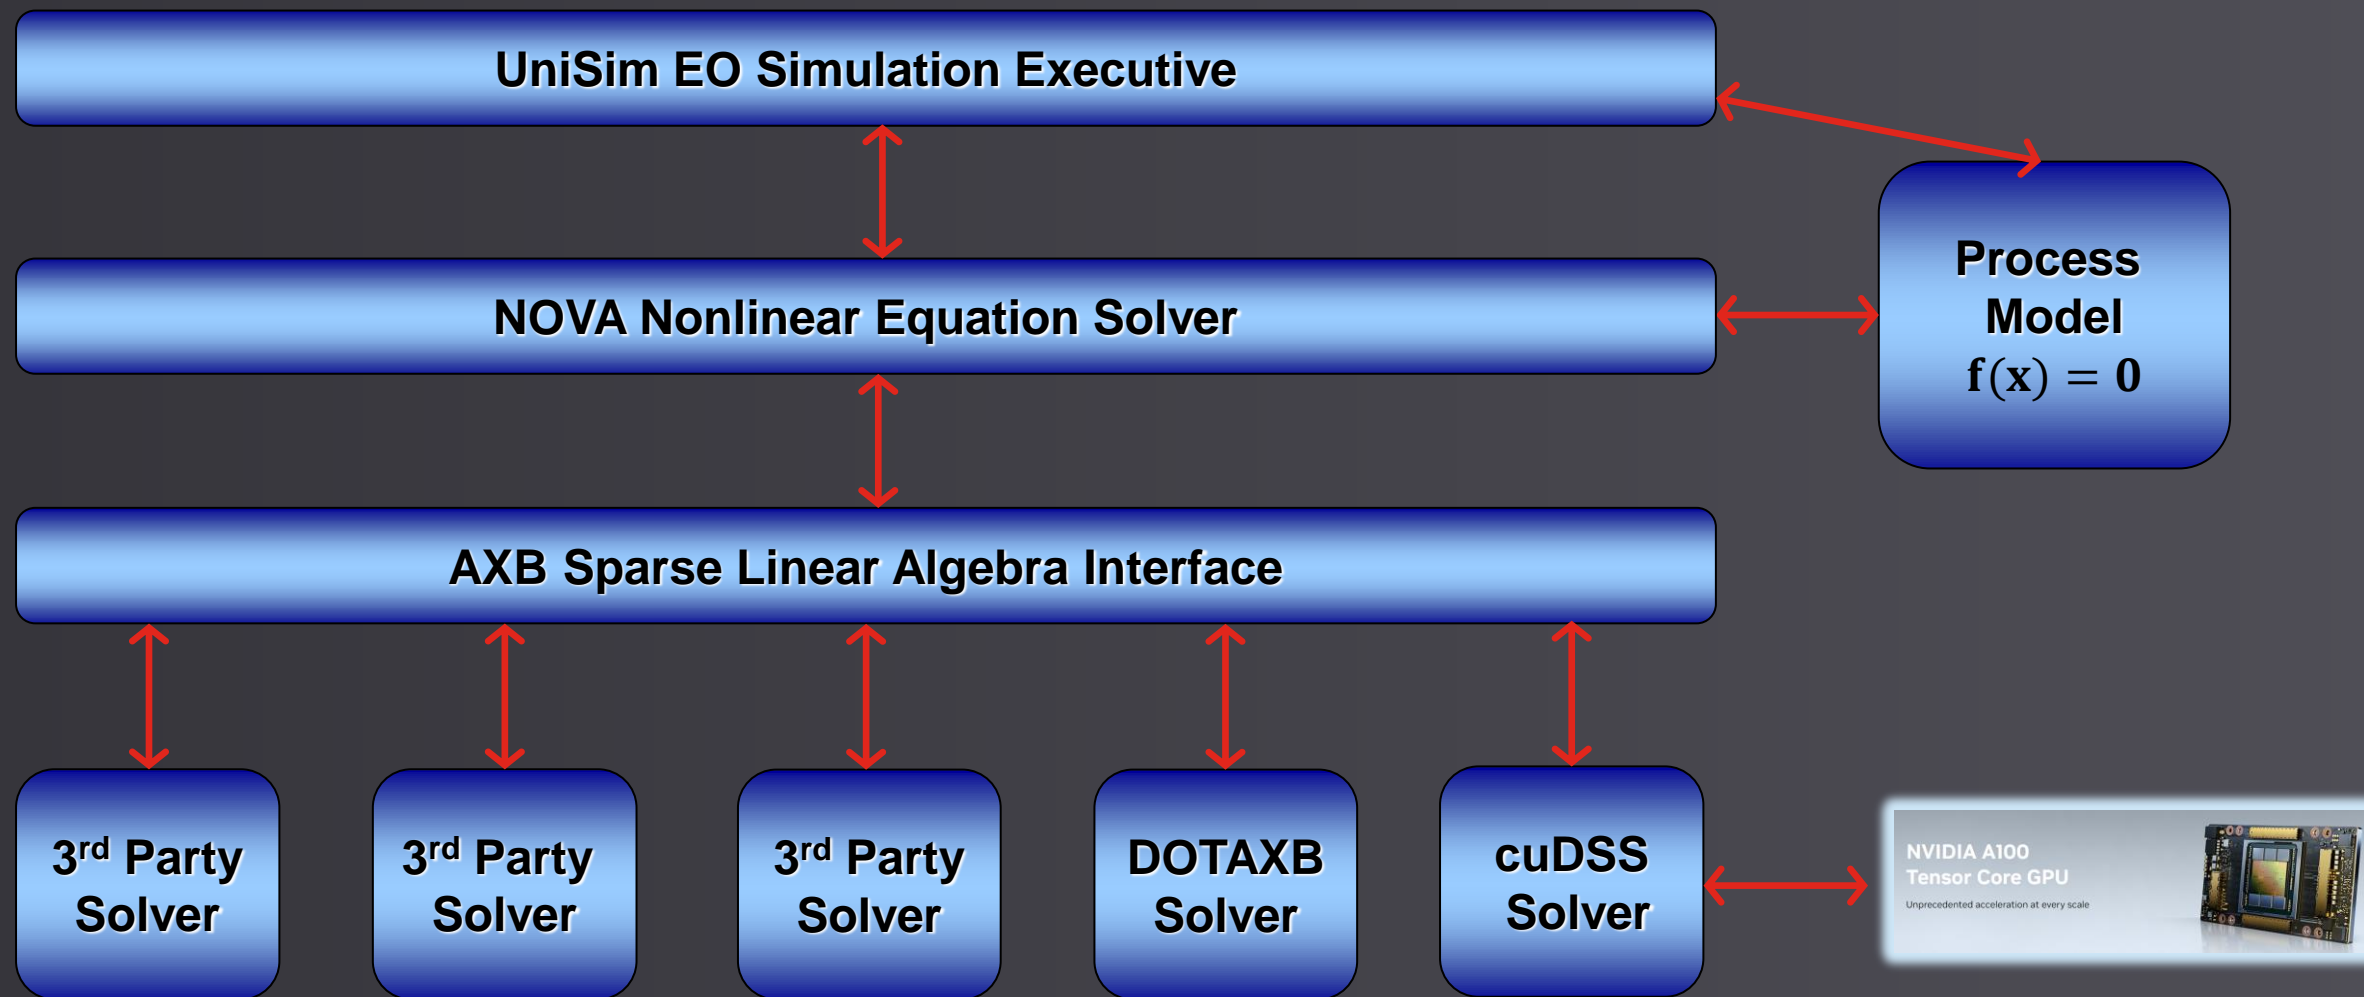 UniSim EO Simulation Executive
NOVA Nonlinear Equation Solver
Process
Model
f(x) = 0
AXB Sparse Linear Algebra Interface
3rd Party
Solver
3rd Party
Solver
3rd Party
Solver
DOTAXB
Solver
cuDSS
Solver
NVIDIA A100
Tensor Core GPU
Unprecedented acceleration at every scale